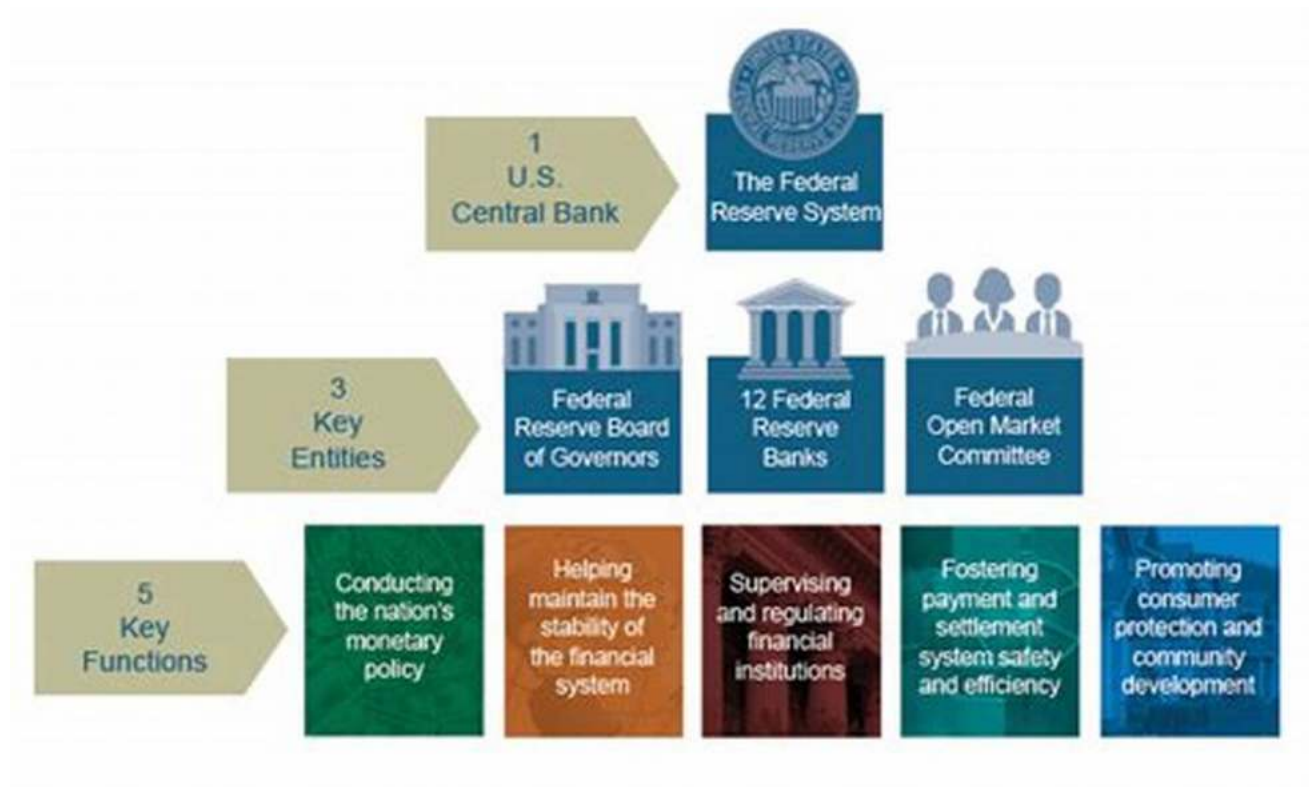 1
U.S.
Central Bank
The Federal
Reserve System
3
Key
Entities
Federal
Reserve Board
of Governors
12 Federal
Reserve
Banks
Federal
Open Market
Committee
5
Key
Functions
Conducting
the nation's
monetary
policy
Helping
maintain the
stability of
the financial
system
Supervising
and regulating
financial
institutions
Fostering
payment and
settlement
system safety
and efficiency
Promoting
consumer
protection and
community
development